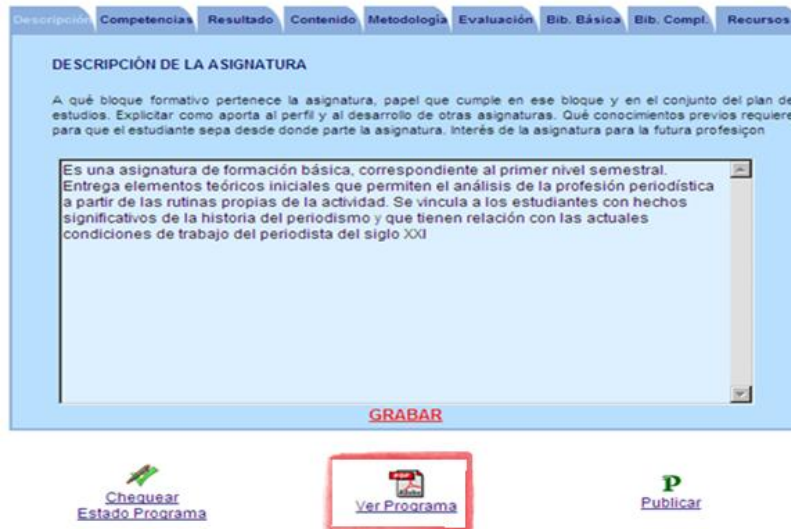 Descripción Competencias Resultado Contenido Metodología Evaluación Bib. Básica Bib. Compl. Recursos
DESCRIPCIÓN DE LA ASIGNATURA
A qué bloque formativo pertenece la asignatura, papel que cumple en ese bloque y en el conjunto del plan de
estudios. Explicitar como aporta al perfil y al desarrollo de otras asignaturas. Qué conocimientos previos requiere
para que el estudiante sepa desde donde parte la asignatura. Interés de la asignatura para la futura profesiçon
Es una asignatura de formación básica, correspondiente al primer nivel semestral.
Entrega elementos teóricos iniciales que permiten el análisis de la profesión periodística
a partir de las rutinas propias de la actividad. Se vincula a los estudiantes con hechos
significativos de la historia del periodismo y que tienen relación con las actuales
condiciones de trabajo del periodista del siglo XXI
GRABAR
Chequear
Estado Programa
PDF
Adobe
Ver Programa
P
Publicar